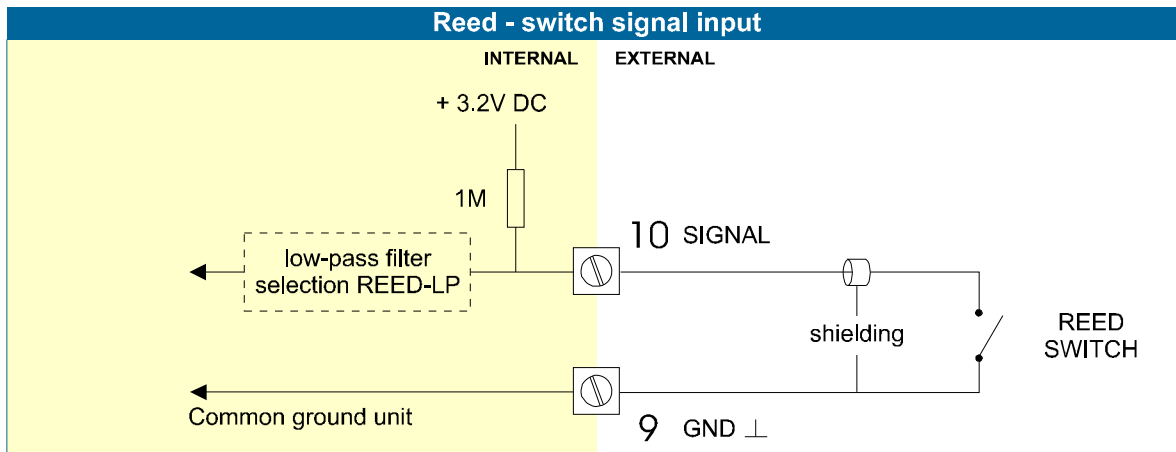 Reed - switch signal input
INTERNAL
EXTERNAL
+ 3.2V DC
1M
10 SIGNAL
low-pass filter
selection REED-LP
shielding
REED
SWITCH
Common ground unit
9 GND ⊥